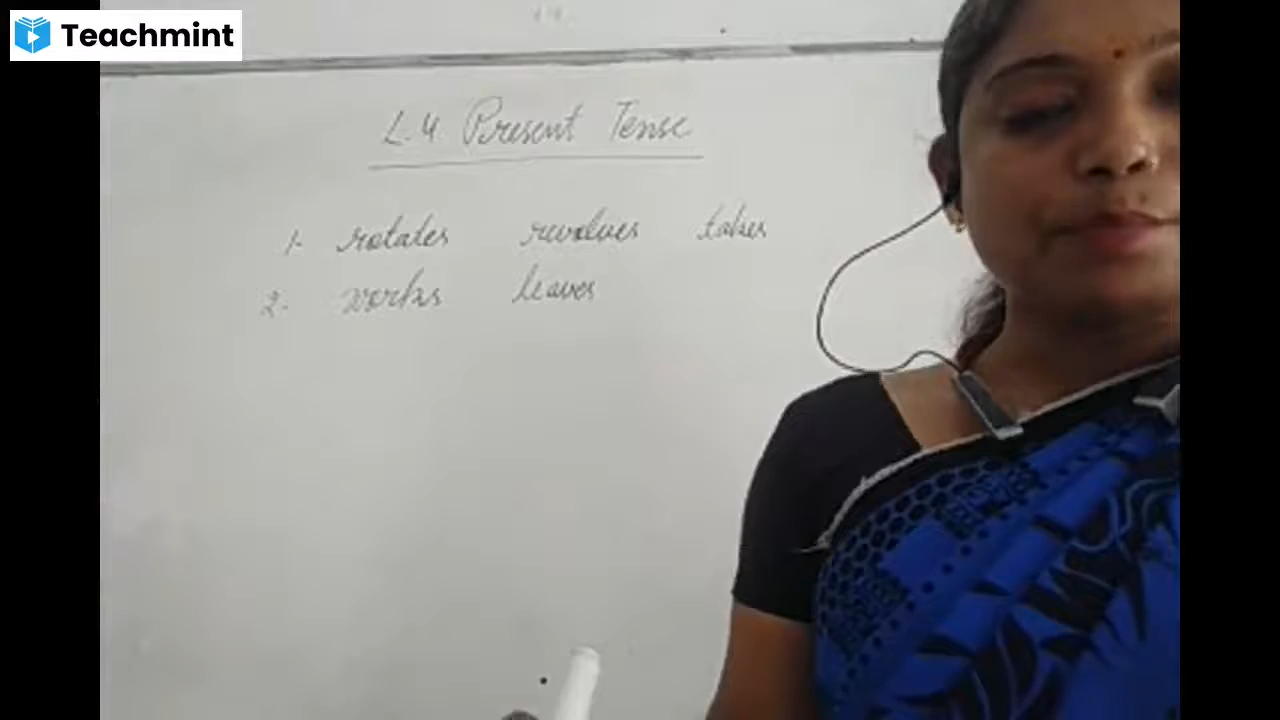 Teachmint
L.4 Present Tense
1. rotates revolves takes
2. works leaves